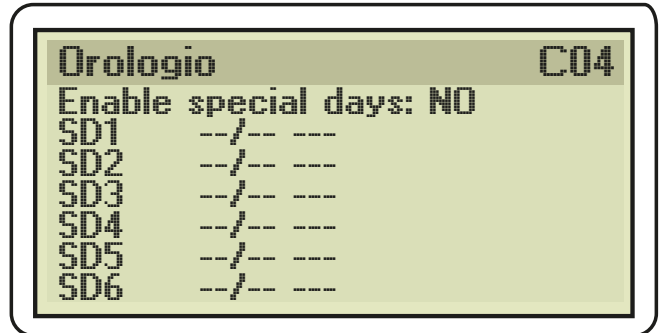 Orologio C04
Enable special days: NO
SD1 --/-- ---
SD2 --/-- ---
SD3 --/-- ---
SD4 --/-- ---
SD5 --/-- ---
SD6 --/-- ---